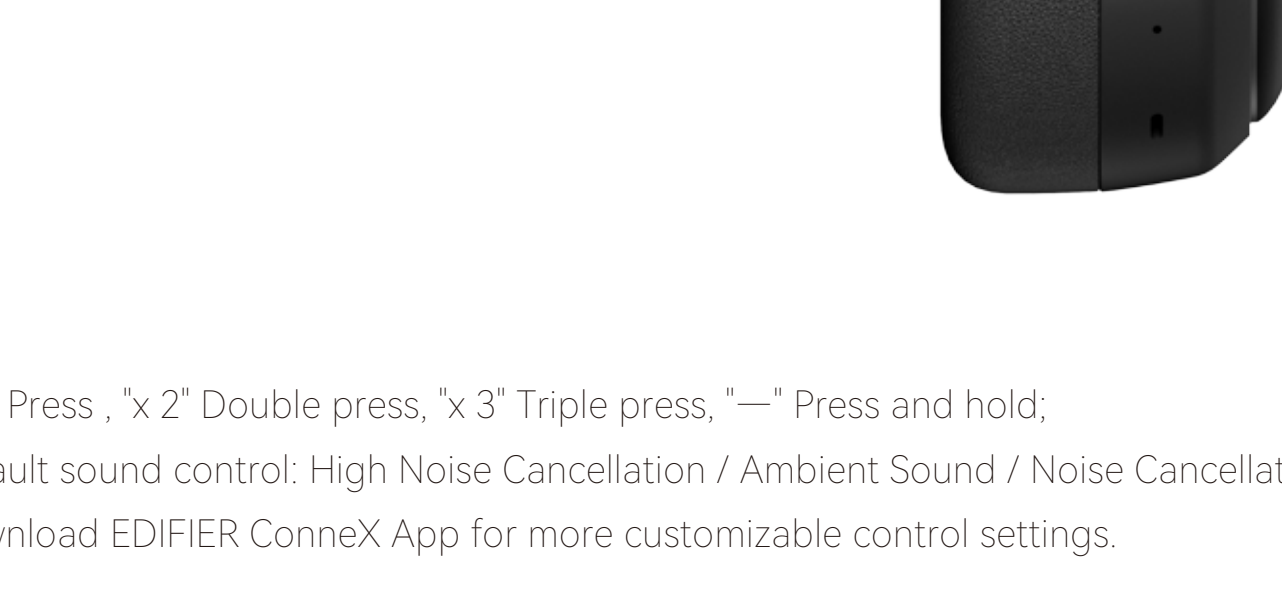 Press , "x 2" Double press, "x 3" Triple press, "—" Press and hold;
ault sound control: High Noise Cancellation / Ambient Sound / Noise Cancellat
nload EDIFIER ConneX App for more customizable control settings.